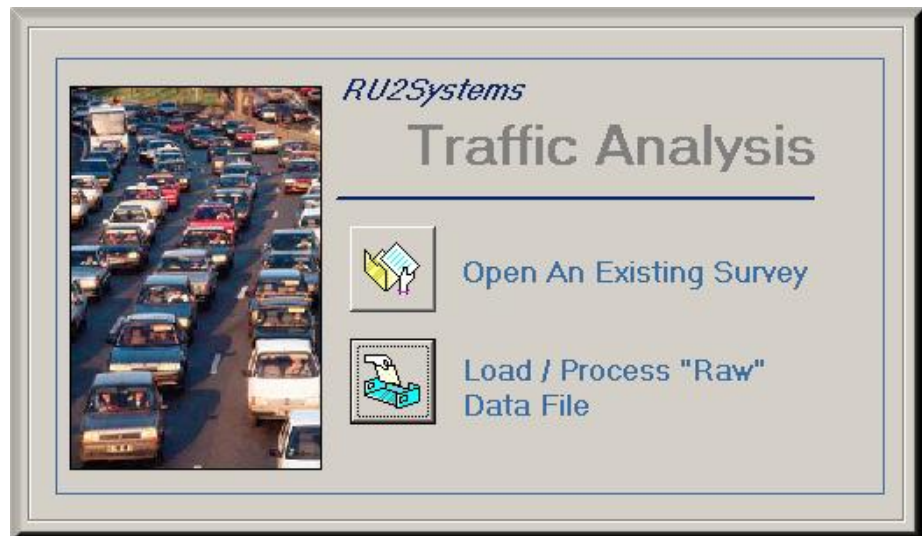 RU2Systems
Traffic Analysis
Open An Existing Survey
Load / Process "Raw"
Data File